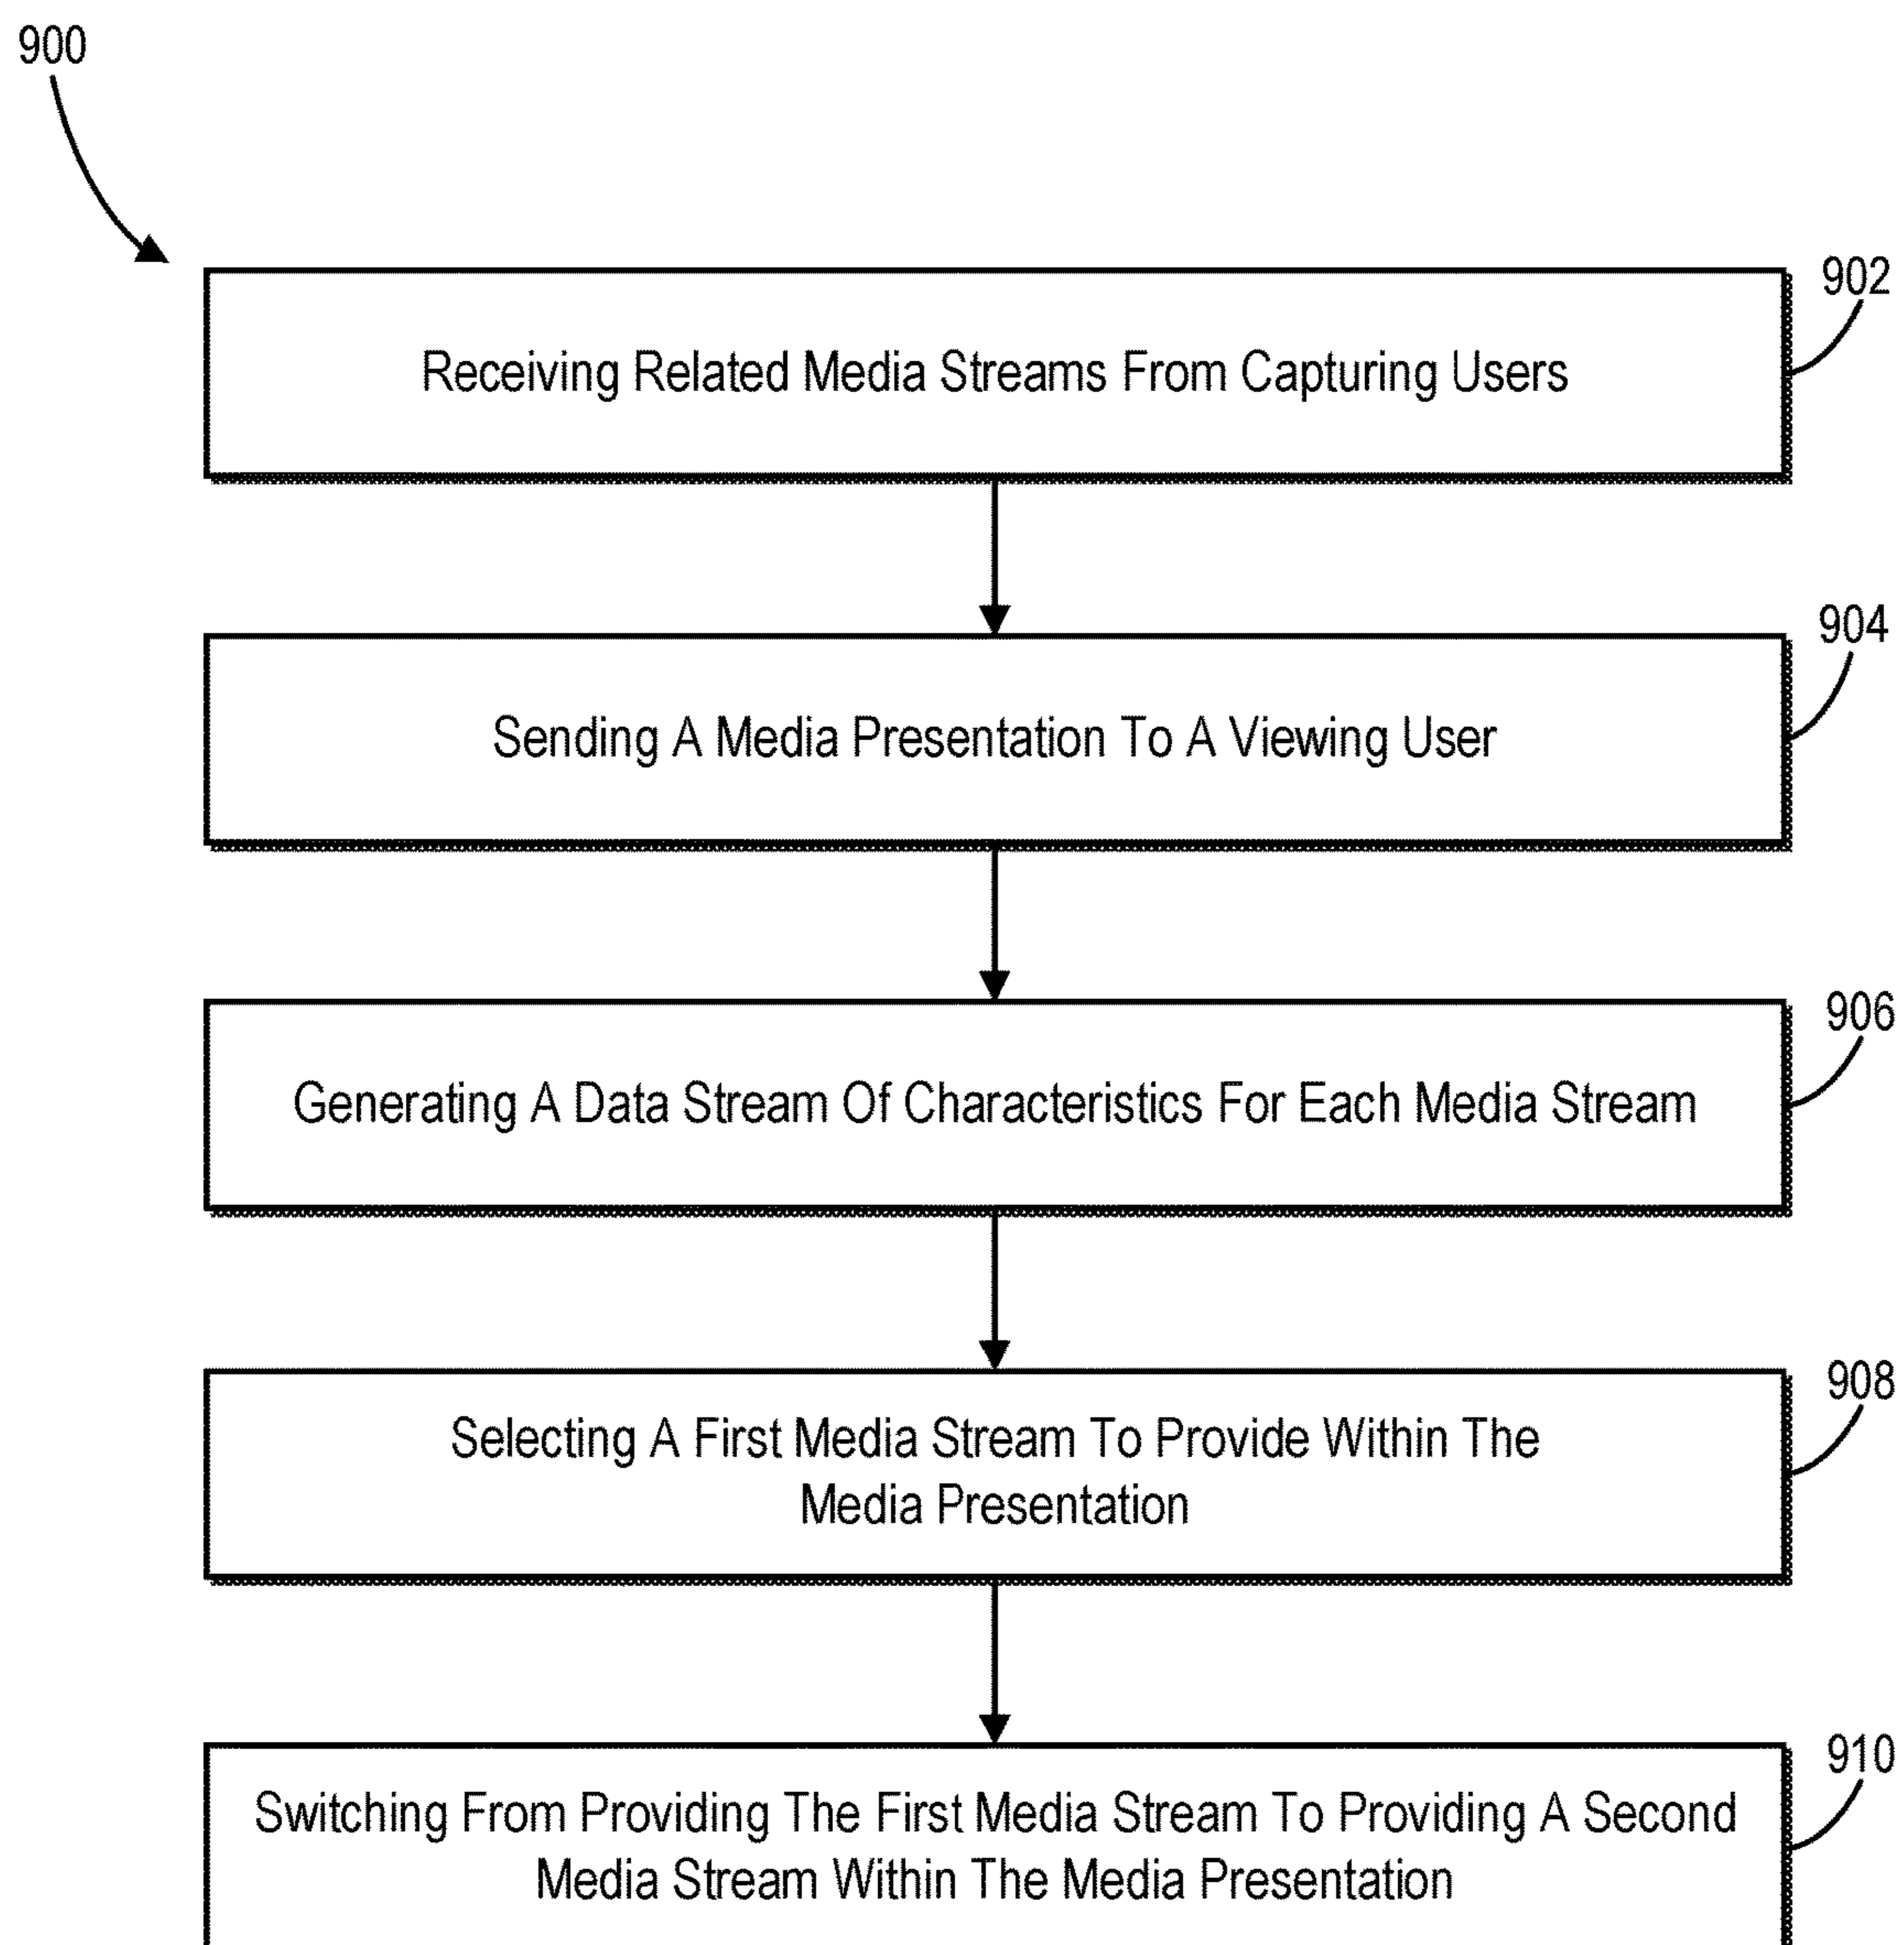 900
902
Receiving Related Media Streams From Capturing Users
904
Sending A Media Presentation To A Viewing User
906
Generating A Data Stream Of Characteristics For Each Media Stream
908
Selecting A First Media Stream To Provide Within The
Media Presentation
910
Switching From Providing The First Media Stream To Providing A Second
Media Stream Within The Media Presentation